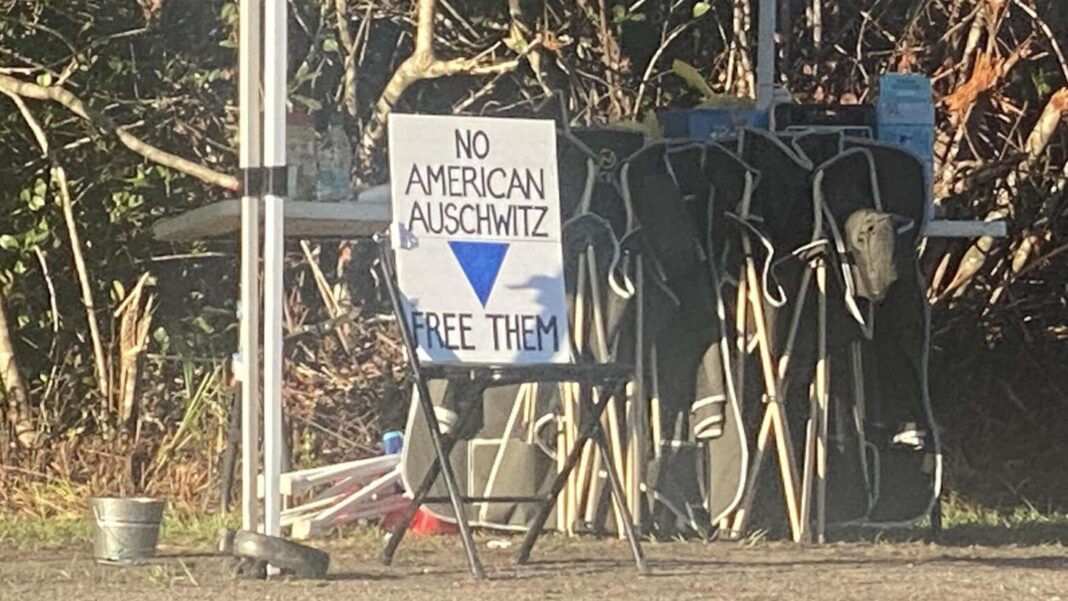 NO
AMERICAN
AUSCHWITZ
FREE THEM